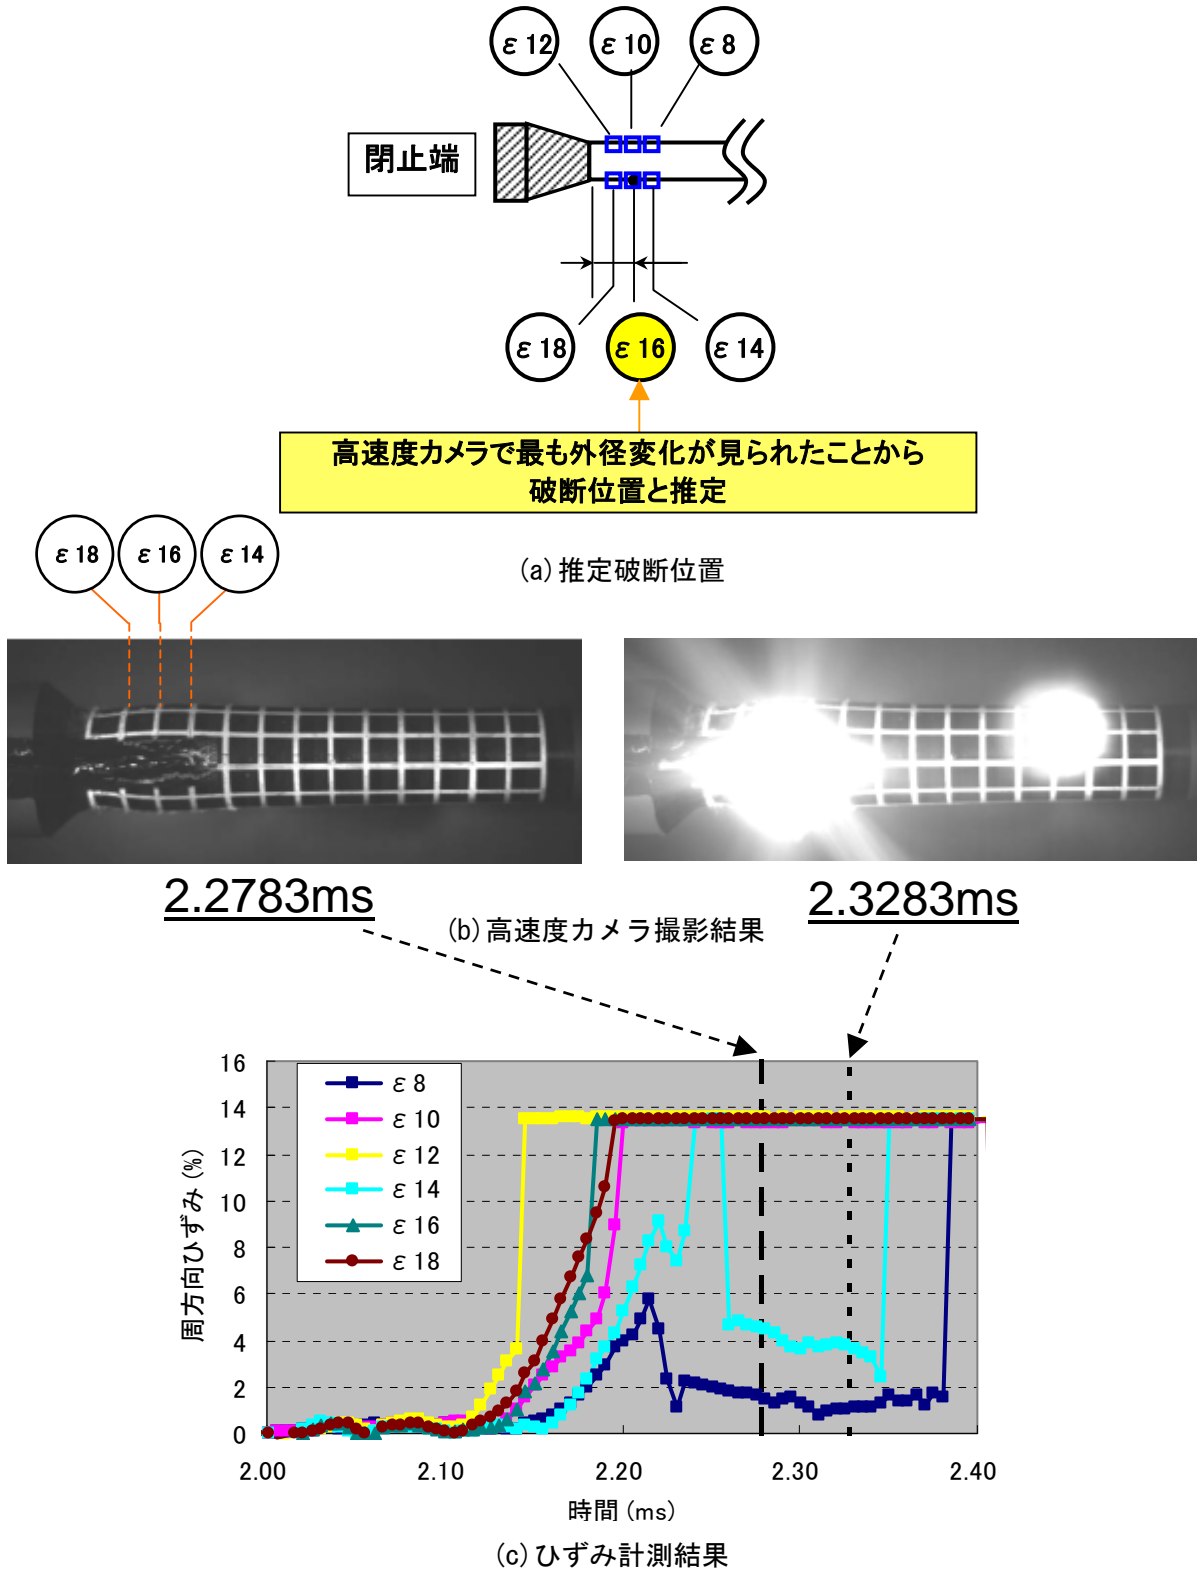 ε12 ε10 ε8
閉止端
ε18 ε16 ε14
高速度カメラで最も外径変化が見られたことから
破断位置と推定
ε18 ε16 ε14
(a)推定破断位置
2.2783ms 2.3283ms
(b)高速度カメラ撮影結果
16
14
12
10
8
6
4
2
0
周方向ひずみ(%)
ε8
ε10
ε12
ε14
ε16
ε18
2.00 2.10 2.20 2.30 2.40
時間(ms)
(c)ひずみ計測結果